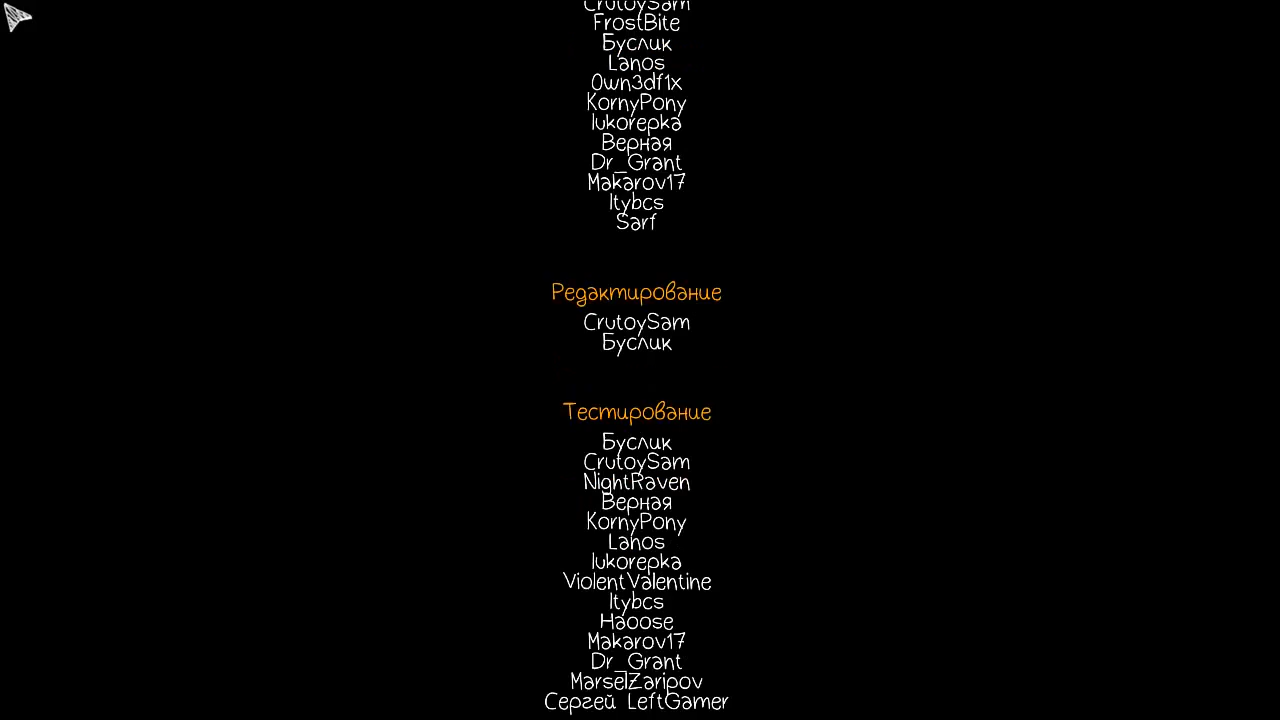 CrutoySam
FrostBite
Буслик
Lanos
0wn3df1x
KornyPony
lukorepka
Верная
Dr_Grant
Makarov17
ltybcs
Sarf
Редактирование
CrutoySam
Буслик
Тестирование
Буслик
CrutoySam
NightRaven
Верная
KornyPony
Lanos
lukorepka
ViolentValentine
ltybcs
Haoose
Makarov17
Dr_Grant
MarselZaripov
Сергей LeftGamer